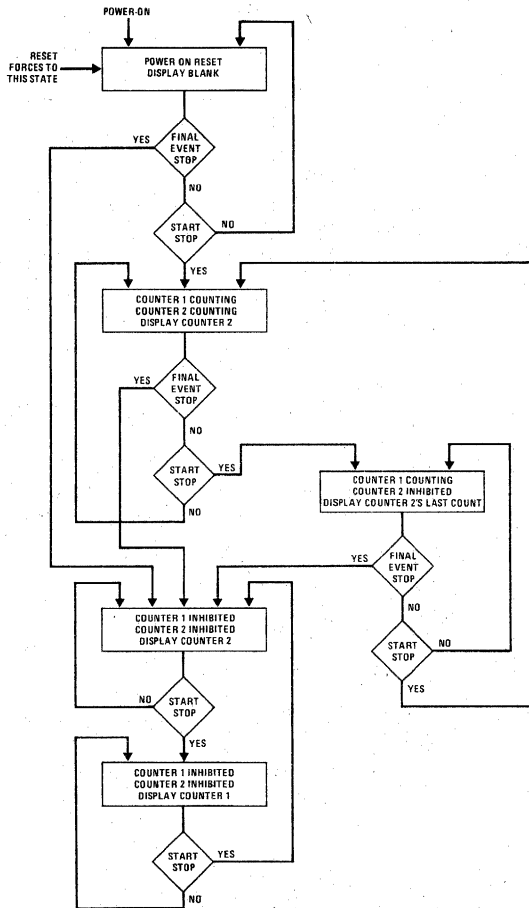 POWER-ON
RESET
FORCES TO
THIS STATE
POWER ON RESET
DISPLAY BLANK
YES
FINAL
EVENT
STOP
NO
START
STOP
NO
YES
COUNTER 1 COUNTING
COUNTER 2 COUNTING
DISPLAY COUNTER 2
YES
FINAL
EVENT
STOP
NO
START
STOP
YES
NO
COUNTER 1 COUNTING
COUNTER 2 INHIBITED
DISPLAY COUNTER 2'S LAST COUNT
YES
FINAL
EVENT
STOP
NO
START
STOP
NO
YES
COUNTER 1 INHIBITED
COUNTER 2 INHIBITED
DISPLAY COUNTER 2
NO
START
STOP
YES
COUNTER 1 INHIBITED
COUNTER 2 INHIBITED
DISPLAY COUNTER 1
START
STOP
YES
NO